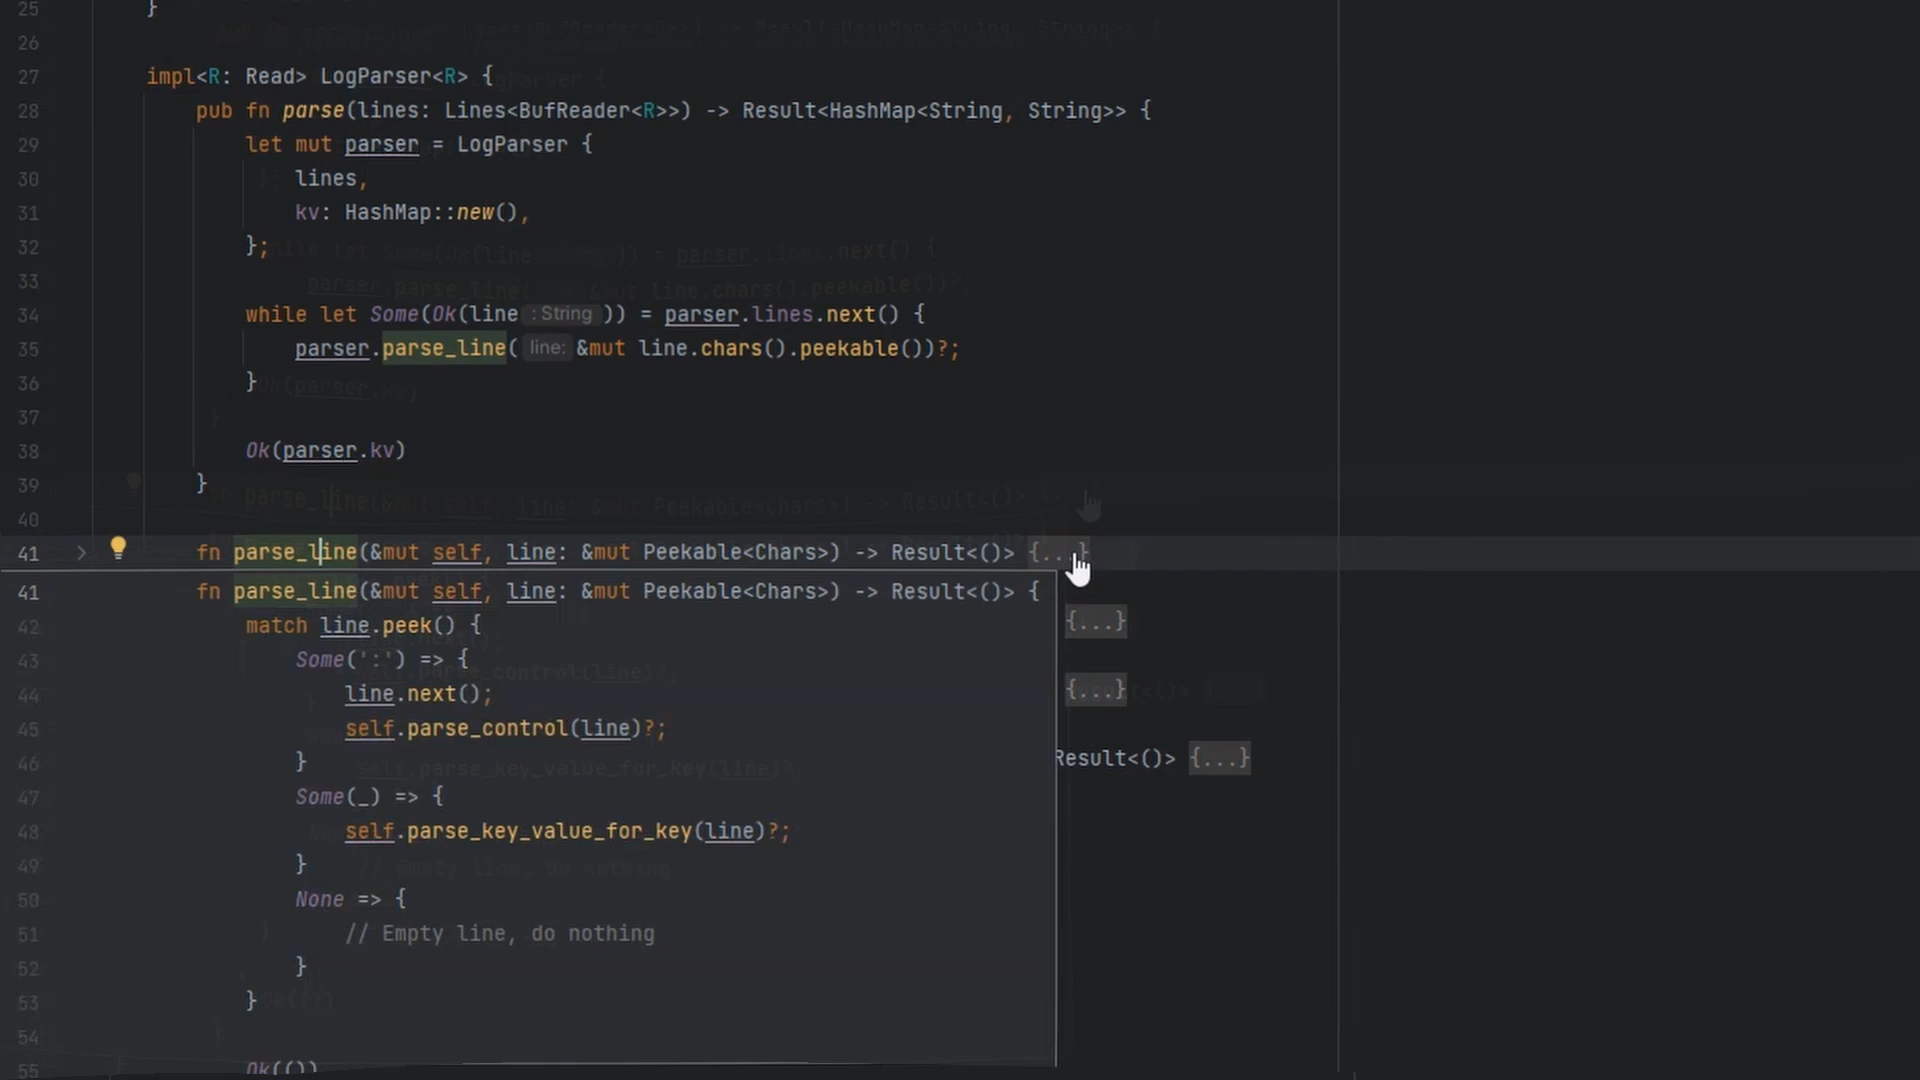 25 }
26
27 impl<R: Read> LogParser<R> {
28 pub fn parse(lines: Lines<BufReader<R>>) -> Result<HashMap<String, String>> {
29 let mut parser = LogParser {
30 lines,
31 kv: HashMap::new(),
32 };
33
34 while let Some(Ok(line : String )) = parser.lines.next() {
35 parser.parse_line( line: &mut line.chars().peekable())?;
36 }
37
38 Ok(parser.kv)
39 }
40
41 fn parse_line(&mut self, line: &mut Peekable<Chars>) -> Result<()> {...}
41 fn parse_line(&mut self, line: &mut Peekable<Chars>) -> Result<()> {
42 match line.peek() { {...}
43 Some(':') => {
44 line.next(); {...}
45 self.parse_control(line)?;
46 } Result<()> {...}
47 Some(_) => {
48 self.parse_key_value_for_key(line)?;
49 }
50 None => {
51 // Empty line, do nothing
52 }
53 }
54
55 Ok(())